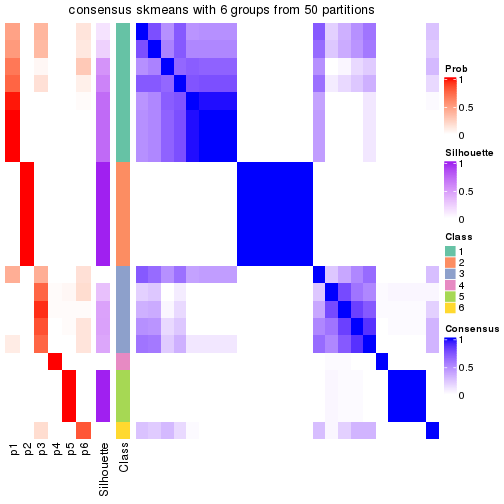 consensus skmeans with 6 groups from 50 partitions
Prob
1
0.5
0
Silhouette
1
0.5
0
Class
1
2
3
4
5
6
Consensus
1
0.5
0
p1
p2
p3
p4
p5
p6
Silhouette
Class